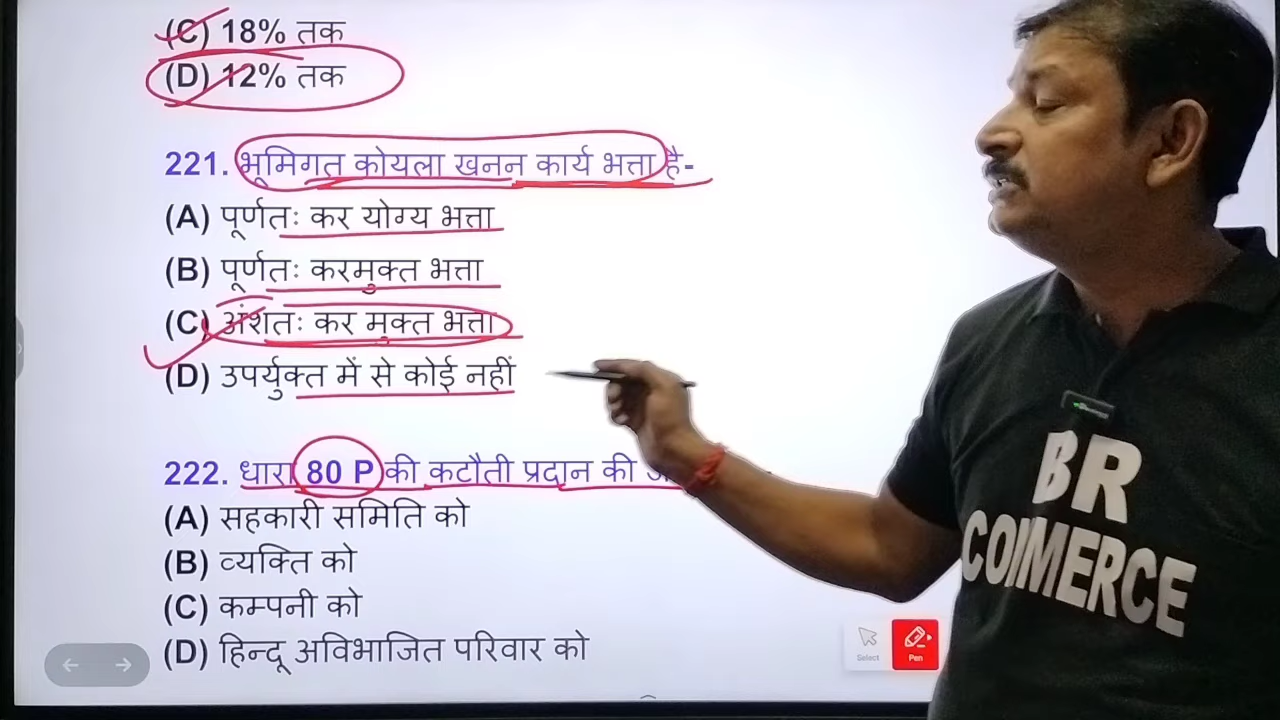 (C) 18% तक
(D) 12% तक
221. भूमिगत कोयला खनन कार्य भत्ता है-
(A) पूर्णतः कर योग्य भत्ता
(B) पूर्णतः करमुक्त भत्ता
(C) अंशतः कर मुक्त भत्ता
(D) उपर्युक्त में से कोई नहीं
222. धारा 80 P की कटौती प्रदान की
(A) सहकारी समिति को
(B) व्यक्ति को
(C) कम्पनी को
(D) हिन्दू अविभाजित परिवार को
Select
Pen
BR
COMMERCE